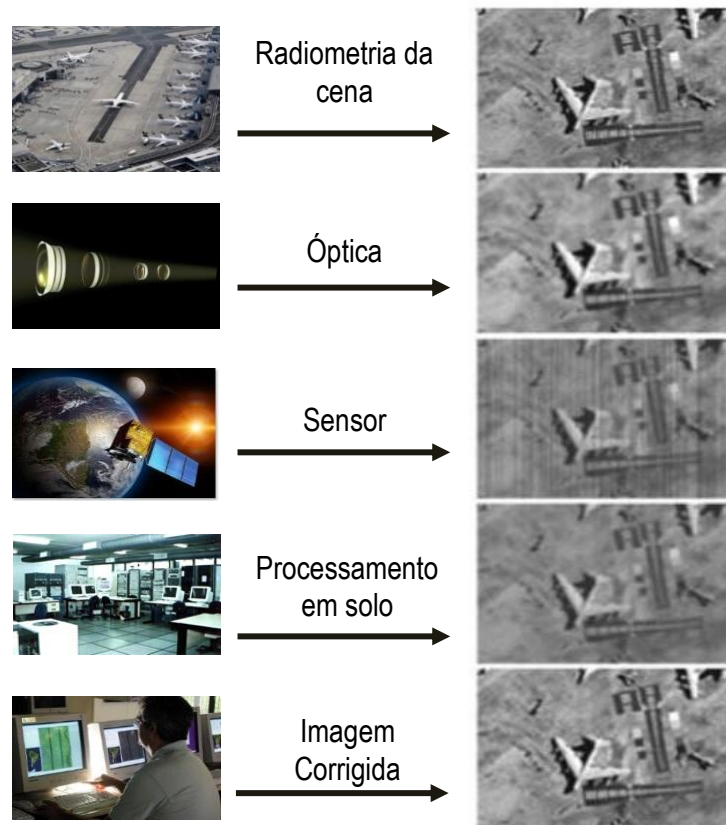 Radiometria da
cena
Óptica
Sensor
Processamento
em solo
Imagem
Corrigida